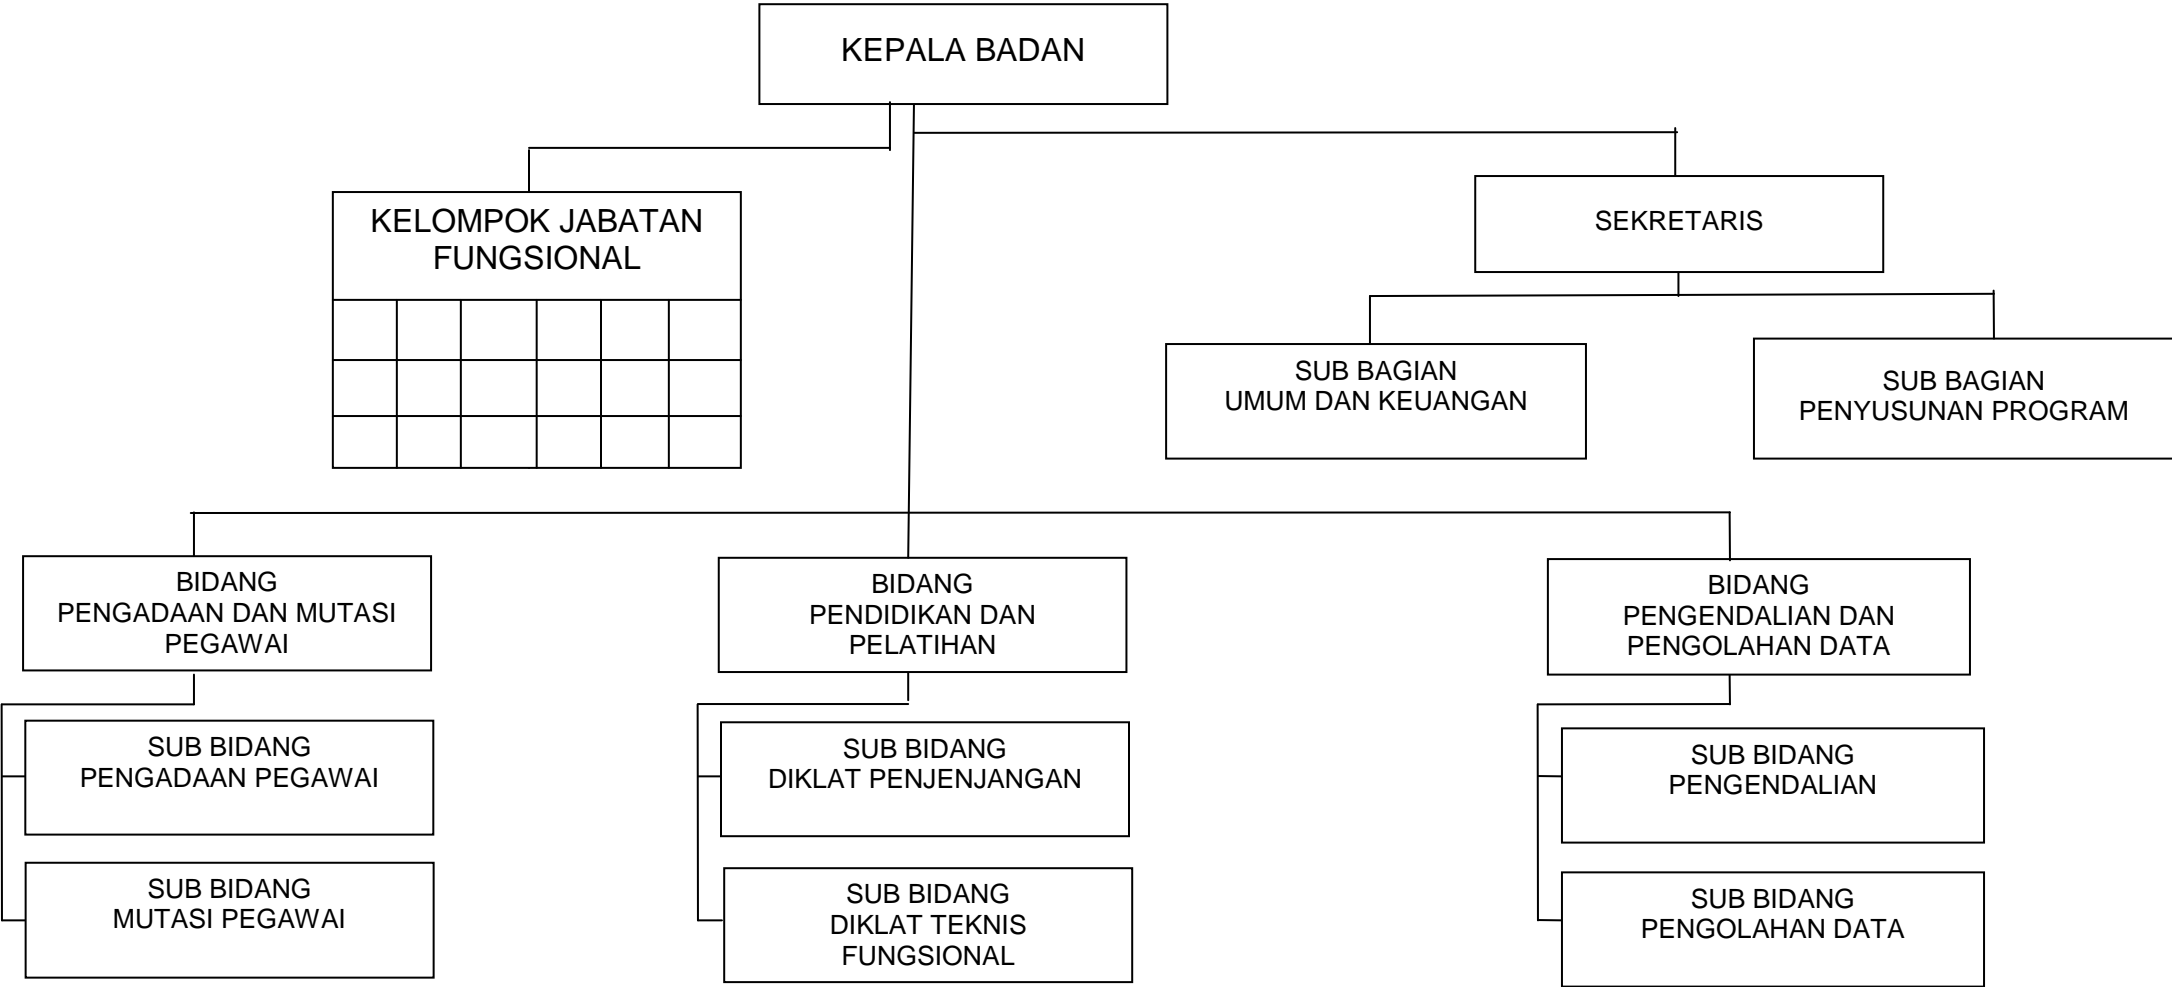 KEPALA BADAN
KELOMPOK JABATAN
FUNGSIONAL
SEKRETARIS
SUB BAGIAN
UMUM DAN KEUANGAN
SUB BAGIAN
PENYUSUNAN PROGRAM
BIDANG
PENGADAAN DAN MUTASI
PEGAWAI
BIDANG
PENDIDIKAN DAN
PELATIHAN
BIDANG
PENGENDALIAN DAN
PENGOLAHAN DATA
SUB BIDANG
PENGADAAN PEGAWAI
SUB BIDANG
DIKLAT PENJENJANGAN
SUB BIDANG
PENGENDALIAN
SUB BIDANG
MUTASI PEGAWAI
SUB BIDANG
DIKLAT TEKNIS
FUNGSIONAL
SUB BIDANG
PENGOLAHAN DATA